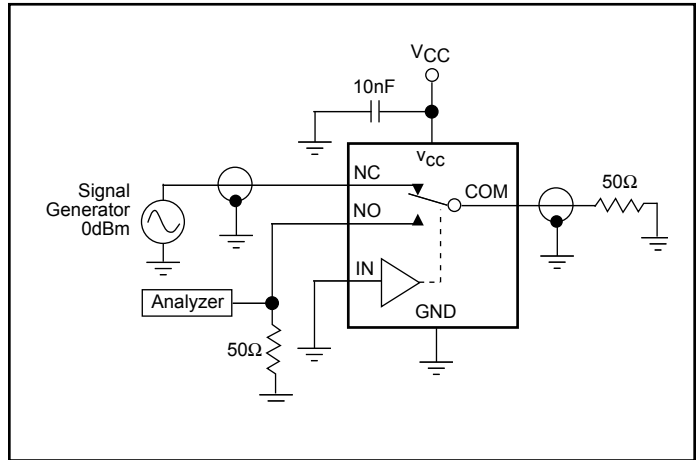 VCC
10nF
vcc
NC
COM
50Ω
Signal
Generator
0dBm
NO
IN
Analyzer
GND
50Ω